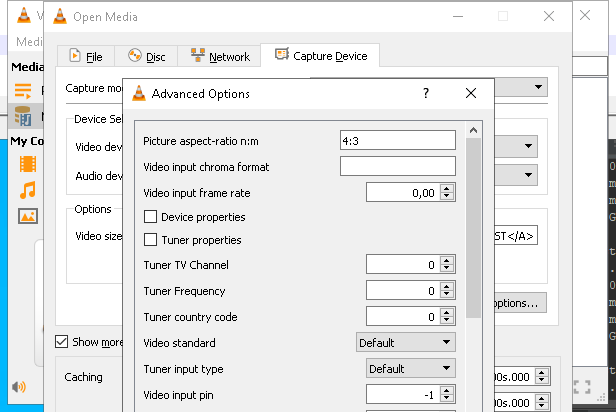 V
Open Media
Medi
File
Disc
Network
Capture Device
Media
Capture mo
Advanced Options
?
Device Sel
Picture aspect-ratio n:m
4:3
My Co
Video dev
Video input chroma format
Audio dev
Video input frame rate
0,00
Options
Device properties
Video size
Tuner properties
ST</A>
Tuner TV Channel
0
Tuner Frequency
0
ptions...
Tuner country code
0
Show more
Video standard
Default
Caching
Tuner input type
Default
00s.000
Video input pin
-1
00s.000